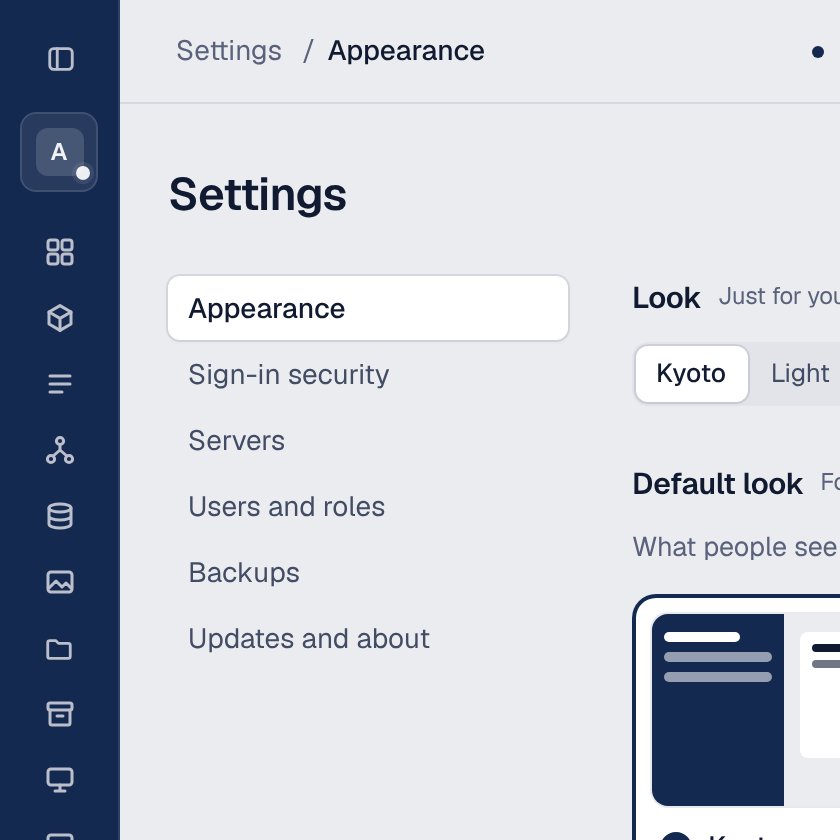 Settings / Appearance
A
Settings
Appearance
Sign-in security
Servers
Users and roles
Backups
Updates and about
Look Just for you
Kyoto Light
Default look
What people see